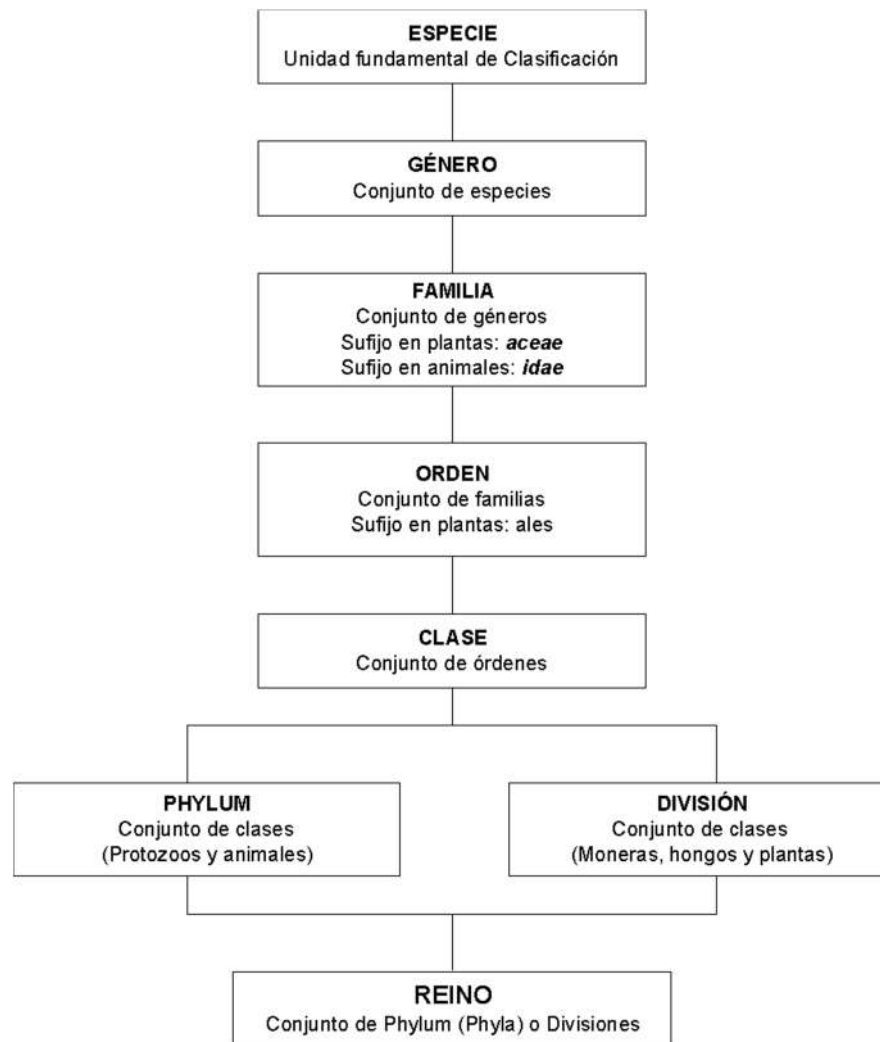 ESPECIE
Unidad fundamental de Clasificación
GÉNERO
Conjunto de especies
FAMILIA
Conjunto de géneros
Sufijo en plantas: aceae
Sufijo en animales: idae
ORDEN
Conjunto de familias
Sufijo en plantas: ales
CLASE
Conjunto de órdenes
PHYLUM
Conjunto de clases
(Protozoos y animales)
DIVISIÓN
Conjunto de clases
(Moneras, hongos y plantas)
REINO
Conjunto de Phylum (Phyla) o Divisiones